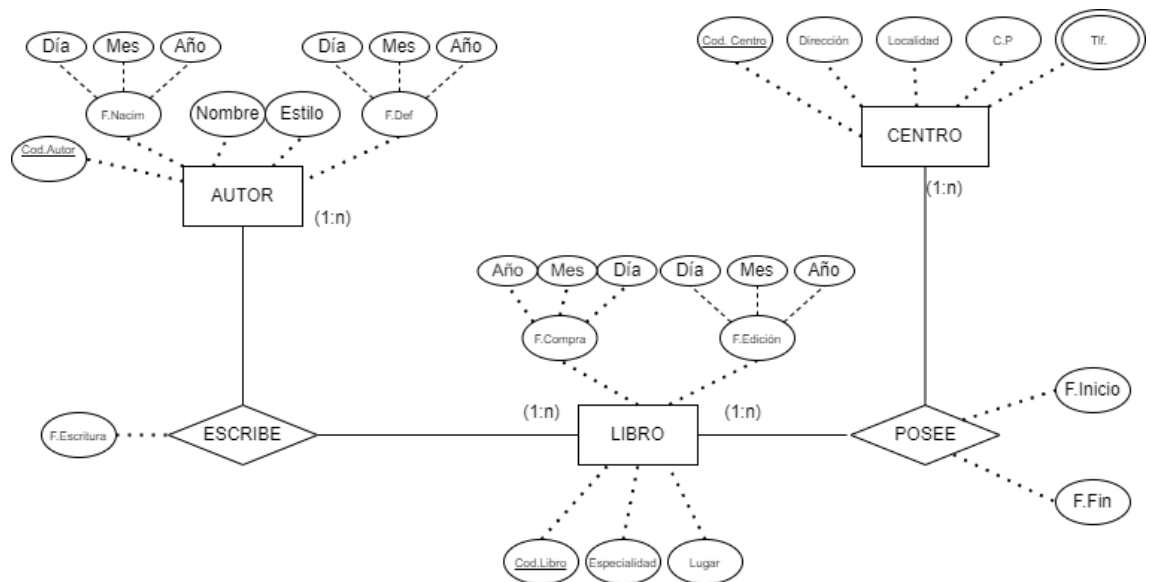 Día
Mes
Año
Día
Mes
Año
F.Nacim
Nombre
Estilo
F.Def
Cod.Autor
AUTOR
(1:n)
Cod. Centro
Dirección
Localidad
C.P
Tlf.
CENTRO
(1:n)
Año
Mes
Día
Día
Mes
Año
F.Compra
F.Edición
F.Escritura
ESCRIBE
(1:n)
LIBRO
(1:n)
POSEE
F.Inicio
F.Fin
Cod.Libro
Especialidad
Lugar